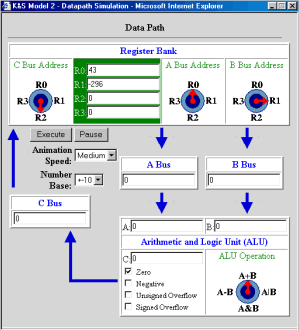 K&S Model 2 - Datapath Simulation - Microsoft Internet Explorer
Data Path
Register Bank
C Bus Address
R0
R3 R1
R2
R0: 43
R1: -296
R2:
R3: 0
A Bus Address
R0
R3 R1
R2
B Bus Address
R0
R3 R1
R2
Execute Pause
Animation Speed: Medium
Number Base: +-10
A Bus
0
B Bus
0
C Bus
0
A: 0 B: 0
Arithmetic and Logic Unit (ALU)
C: 0
Zero
Negative
Unsigned Overflow
Signed Overflow
ALU Operation
A+B
A-B A|B
A&B